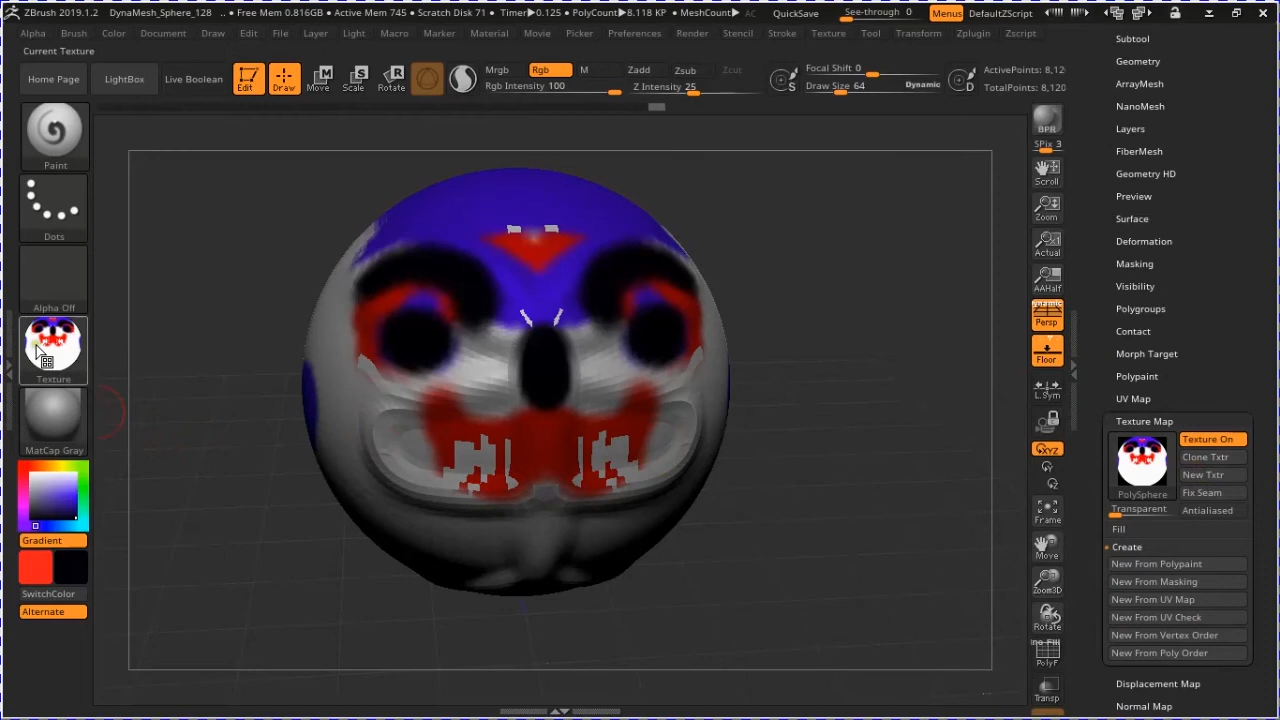 ZBrush 2019.1.2 DynaMesh_Sphere_128 .. • Free Mem 0.816GB • Active Mem 745 • Scratch Disk 71 • Timer▶0.125 • PolyCount▶8.118 KP • MeshCount▶ AC QuickSave See-through 0 Menus DefaultZScript
Alpha Brush Color Document Draw Edit File Layer Light Macro Marker Material Movie Picker Preferences Render Stencil Stroke Texture Tool Transform Zplugin Zscript
Current Texture
Home Page LightBox Live Boolean Edit Draw Move Scale Rotate
Mrgb Rgb M Zadd Zsub Zcut
Rgb Intensity 100 Z Intensity 25
S Focal Shift 0
Draw Size 64 Dynamic
D ActivePoints: 8,12
TotalPoints: 8,120
Paint
Dots
Alpha Off
Texture
MatCap Gray
Gradient
SwitchColor
Alternate
BPR
SPix 3
Scroll
Zoom
Actual
AAHalf
Dynamic
Persp
Floor
L.Sym
XYZ
Y
Z
Frame
Move
Zoom3D
Rotate
PolyF
Transp
Subtool
Geometry
ArrayMesh
NanoMesh
Layers
FiberMesh
Geometry HD
Preview
Surface
Deformation
Masking
Visibility
Polygroups
Contact
Morph Target
Polypaint
UV Map
Texture Map
PolySphere
Texture On
Clone Txtr
New Txtr
Fix Seam
Transparent Antialiased
Fill
Create
New From Polypaint
New From Masking
New From UV Map
New From UV Check
New From Vertex Order
New From Poly Order
Displacement Map
Normal Map